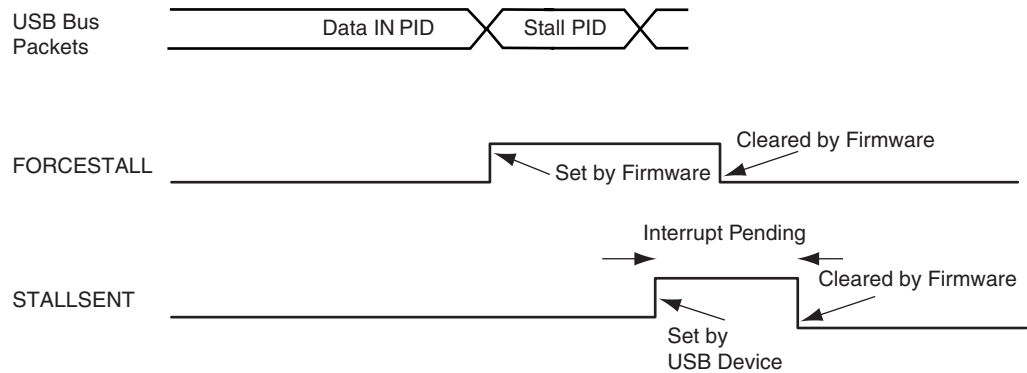 USB Bus
Packets
Data IN PID
Stall PID
FORCESTALL
Set by Firmware
Cleared by Firmware
Interrupt Pending
STALLSENT
Cleared by Firmware
Set by
USB Device